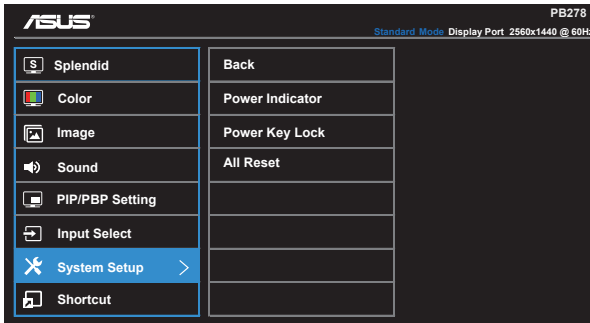 ASUS
PB278
Standard Mode Display Port 2560x1440 @ 60Hz
S Splendid
Color
Image
Sound
PIP/PBP Setting
Input Select
System Setup >
Shortcut
Back
Power Indicator
Power Key Lock
All Reset